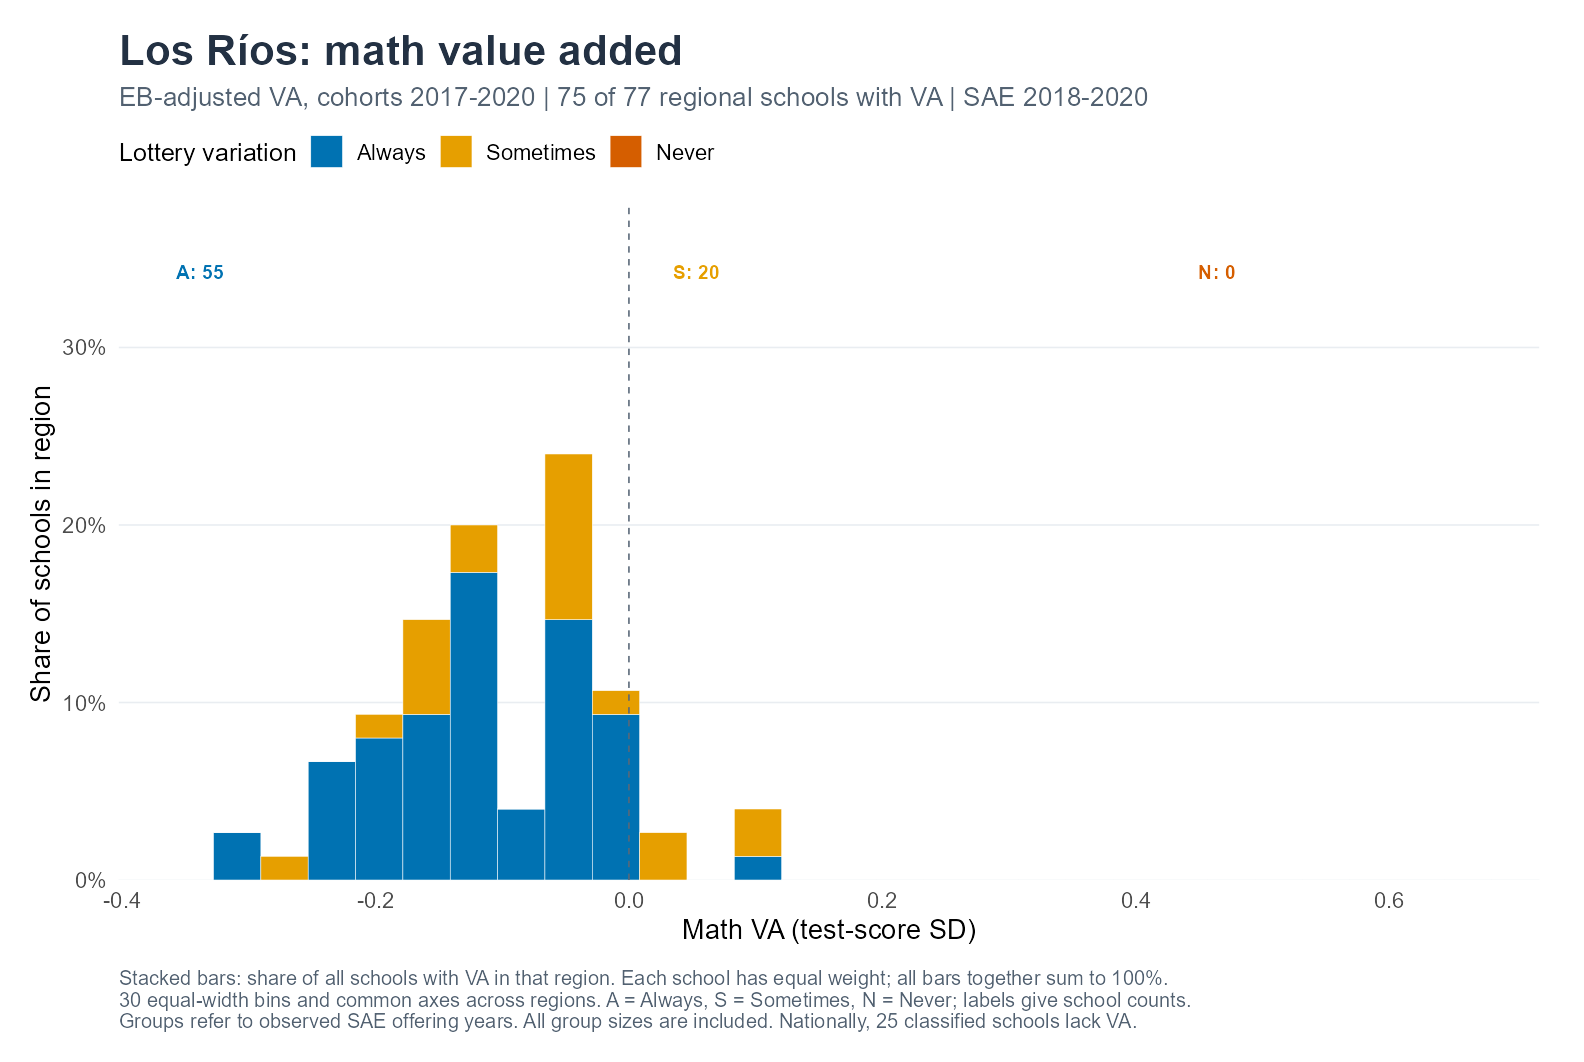 Los Ríos: math value added
EB-adjusted VA, cohorts 2017-2020 | 75 of 77 regional schools with VA | SAE 2018-2020
Lottery variation Always Sometimes Never
A: 55 S: 20 N: 0
30%
20%
10%
0%
Share of schools in region
-0.4 -0.2 0.0 0.2 0.4 0.6
Math VA (test-score SD)
Stacked bars: share of all schools with VA in that region. Each school has equal weight; all bars together sum to 100%.
30 equal-width bins and common axes across regions. A = Always, S = Sometimes, N = Never; labels give school counts.
Groups refer to observed SAE offering years. All group sizes are included. Nationally, 25 classified schools lack VA.